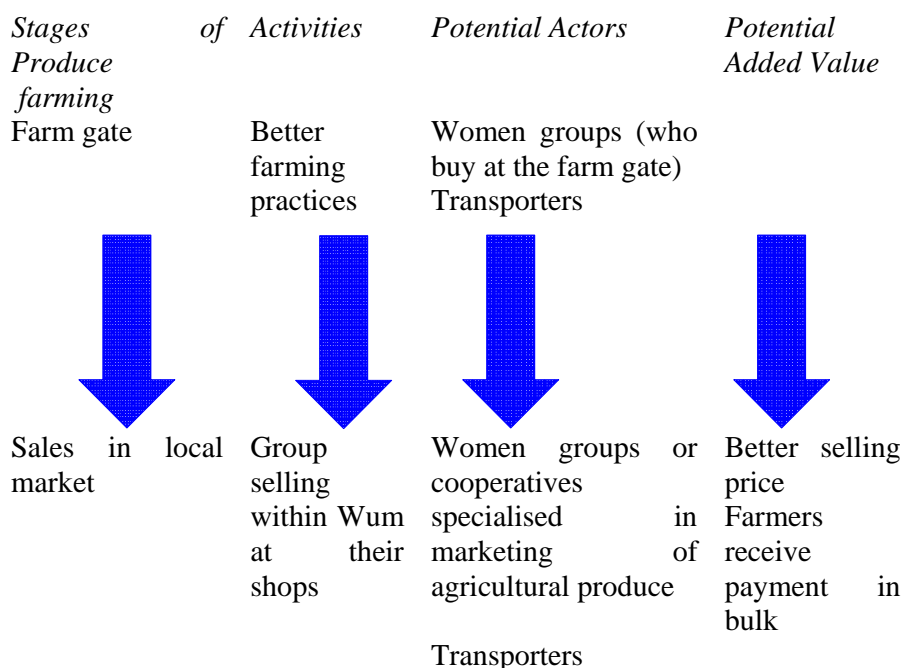 Stages of
Produce
farming
Activities
Potential Actors
Potential
Added Value
Farm gate
Better
farming
practices
Women groups (who
buy at the farm gate)
Transporters
Sales in local
market
Group
selling
within Wum
at their
shops
Women groups or
cooperatives
specialised in
marketing of
agricultural produce
Transporters
Better selling
price
Farmers
receive
payment in
bulk